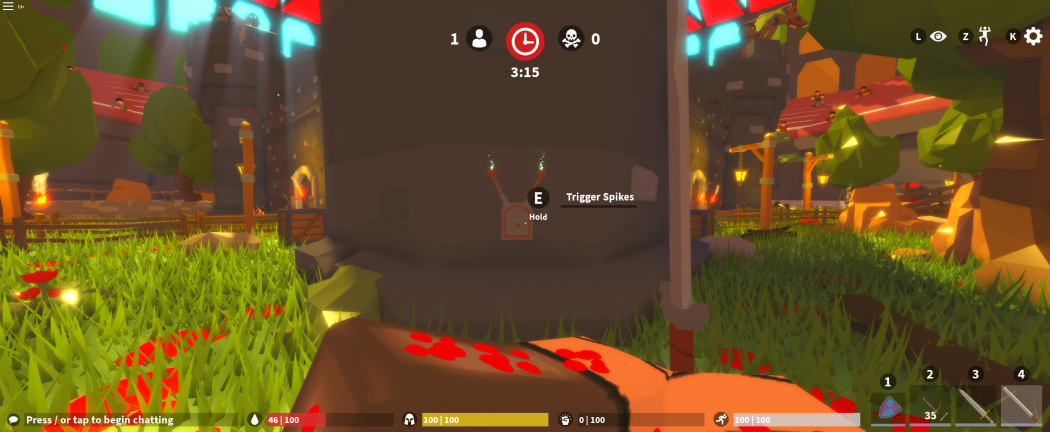 1
0
3:15
L
Z
K
E
Trigger Spikes
Hold
1
2
3
4
35
Press / or tap to begin chatting
46 | 100
100 | 100
0 | 100
100 | 100